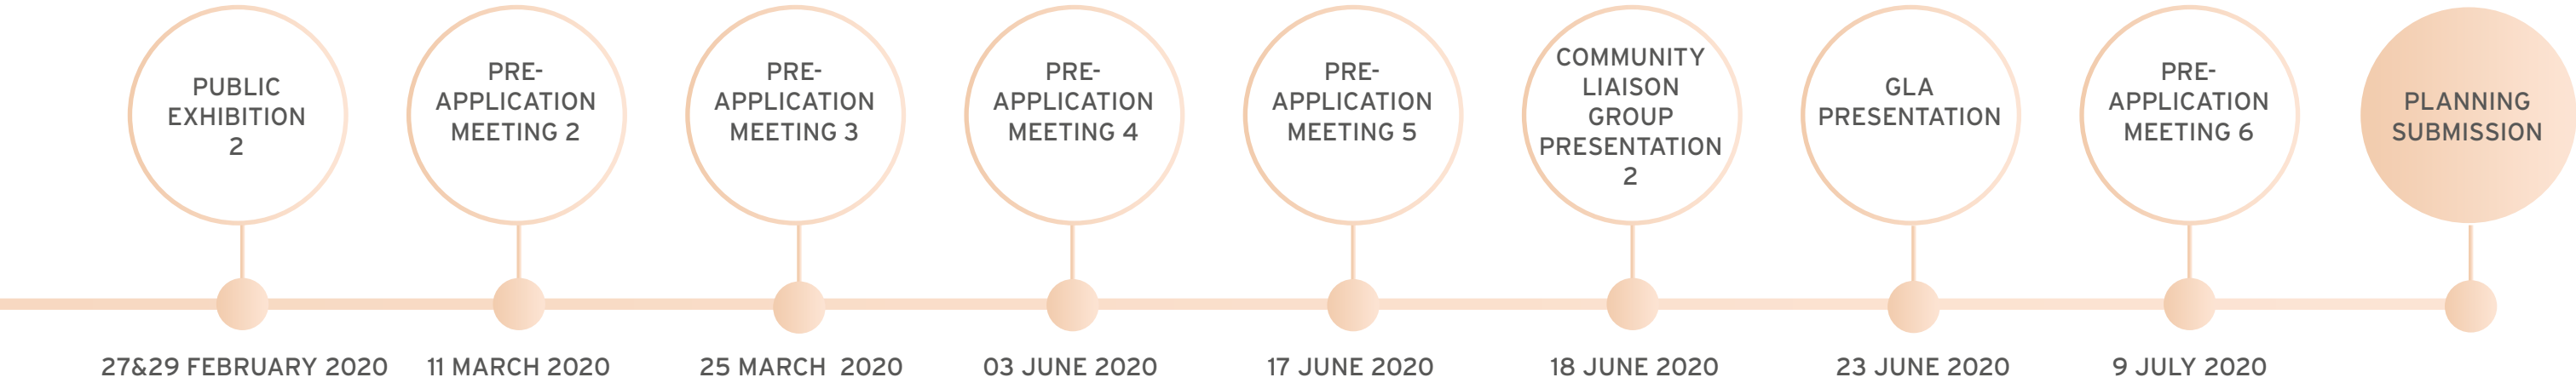 PUBLIC
EXHIBITION
2
PRE-
APPLICATION
MEETING 2
PRE-
APPLICATION
MEETING 3
PRE-
APPLICATION
MEETING 4
PRE-
APPLICATION
MEETING 5
COMMUNITY
LIAISON
GROUP
PRESENTATION
2
GLA
PRESENTATION
PRE-
APPLICATION
MEETING 6
PLANNING
SUBMISSION
27&29 FEBRUARY 2020
11 MARCH 2020
25 MARCH  2020
03 JUNE 2020
17 JUNE 2020
18 JUNE 2020
23 JUNE 2020
9 JULY 2020